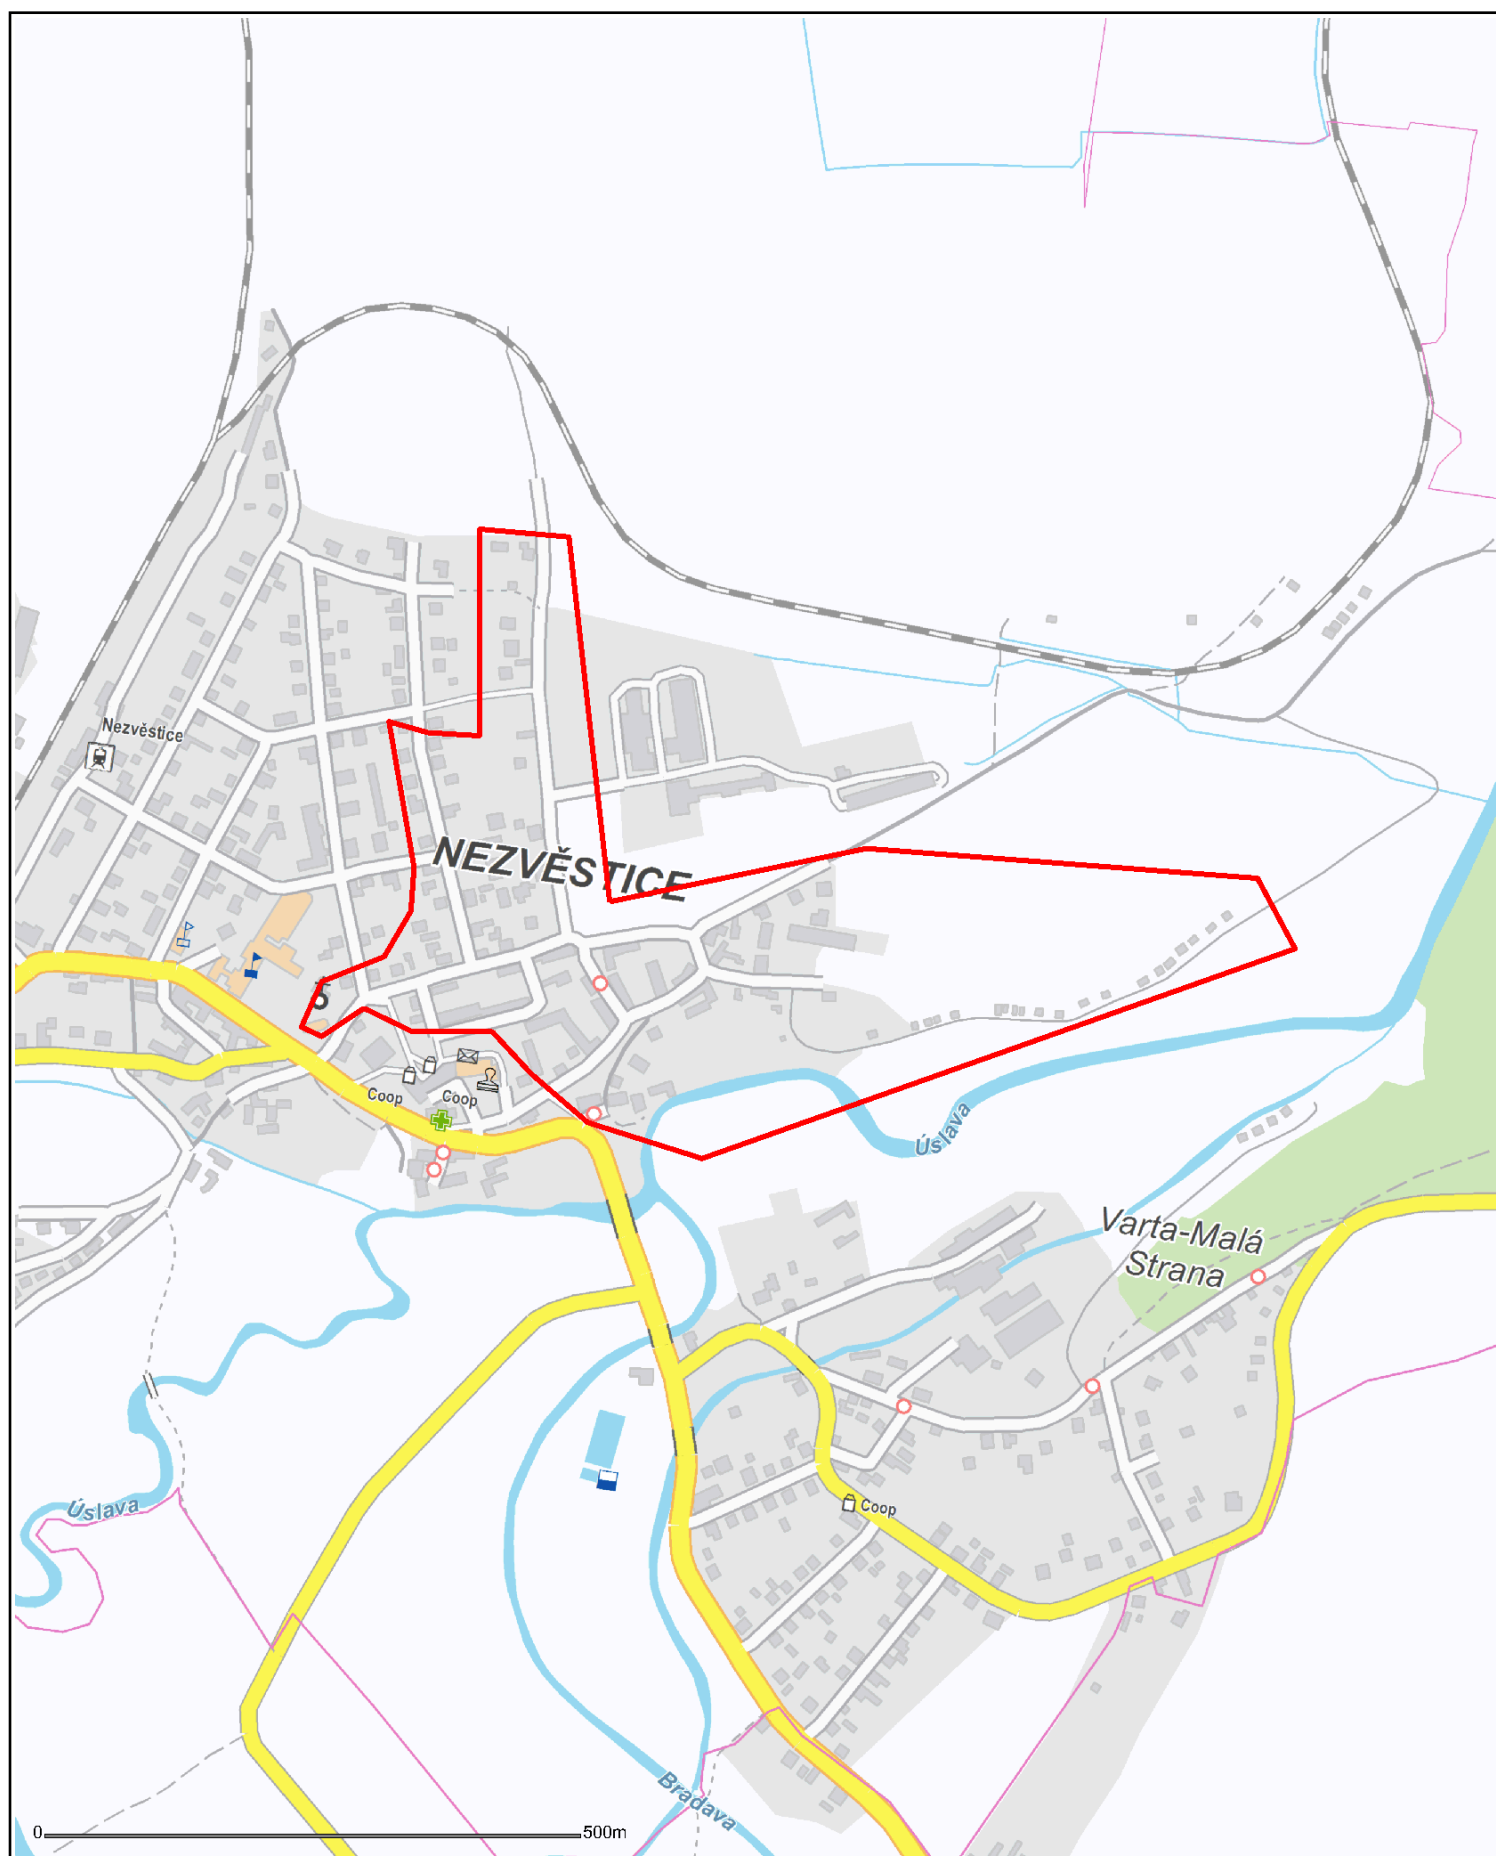 Nezvěstice
NEZVĚSTICE
Coop
Coop
Úslava
Varta-Malá
Strana
Úslava
Coop
Bradava
0
500m